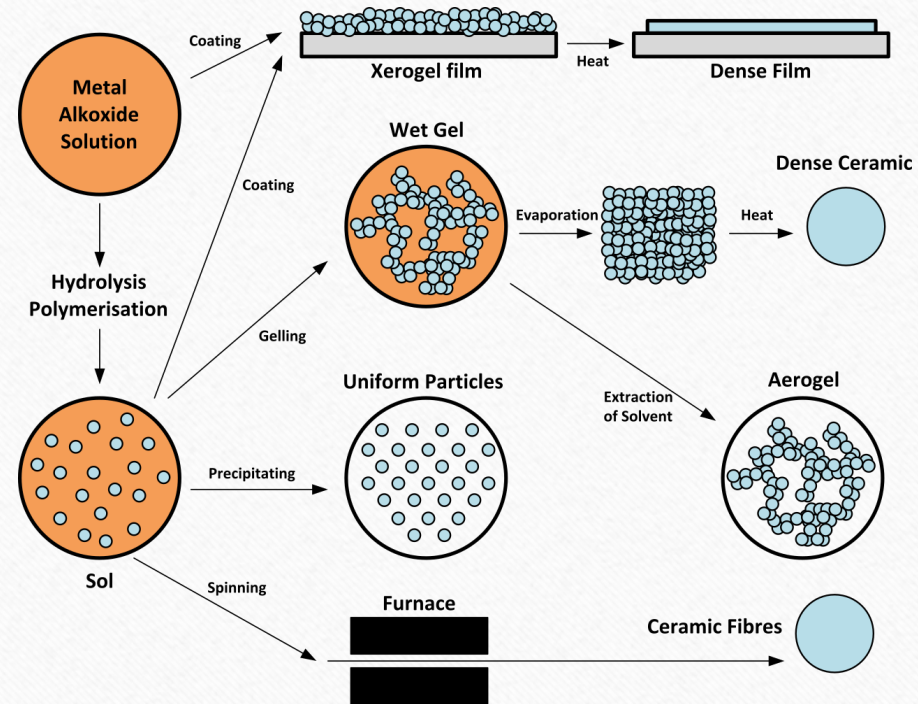 Coating
Xerogel film
Heat
Dense Film
Metal
Alkoxide
Solution
Wet Gel
Coating
Evaporation
Heat
Dense Ceramic
Hydrolysis
Polymerisation
Gelling
Uniform Particles
Extraction
of Solvent
Aerogel
Precipitating
Sol
Spinning
Furnace
Ceramic Fibres